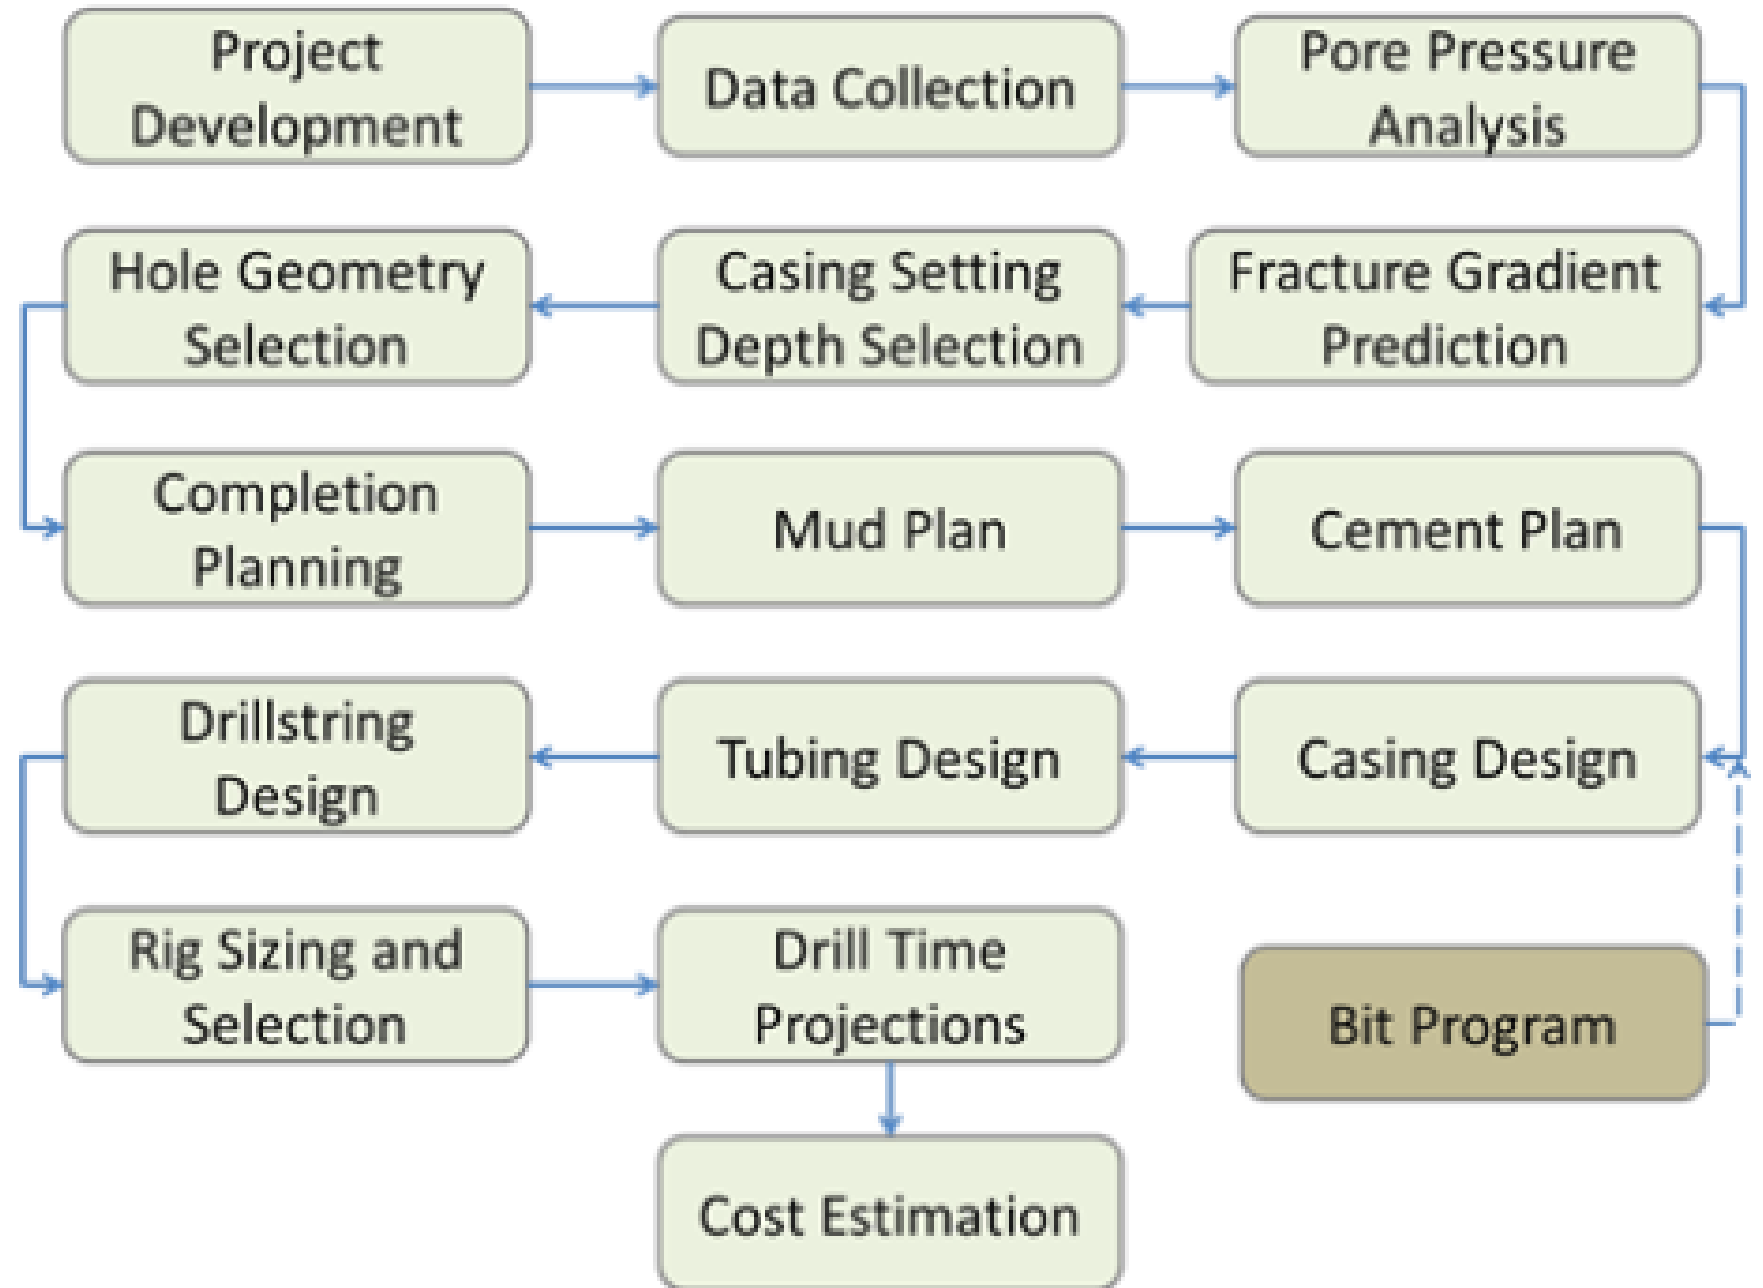 Project
Development
Data Collection
Pore Pressure
Analysis
Fracture Gradient
Prediction
Casing Setting
Depth Selection
Hole Geometry
Selection
Completion
Planning
Mud Plan
Cement Plan
Casing Design
Tubing Design
Drillstring
Design
Rig Sizing and
Selection
Drill Time
Projections
Bit Program
Cost Estimation